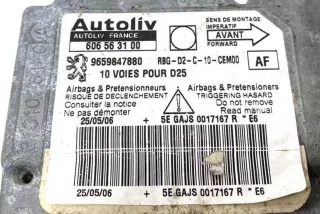 Autoliv
AUTOLIV FRANCE
606 56 31 00
SENS DE MONTAGE
IMPERATIF
AVANT
FORWARD
9659847880 RBG-D2-C-10-CEM00 AF
10 VOIES POUR D25
Airbags & Pretensionneurs
RISQUE DE DECLENCHEMENT
Consulter la notice
Ne pas démonter
Airbags & Pretensioners
TRIGGERING HAZARD
Do not remove
Read manual
25/05/06 + 5E GAJS 0017167 R * E6
25/05/06 + 5E GAJS 0017167 R * E6